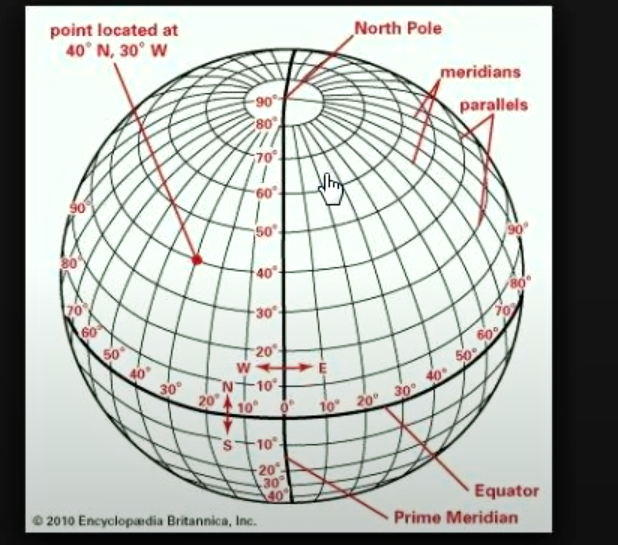 point located at
40° N, 30° W
North Pole
meridians
parallels
90°
80°
70°
60°
50°
40°
30°
20°
10°
W E
N
S
90°
80°
70°
60°
50°
40°
30°
20°
10°
0°
10°
20°
30°
40°
50°
60°
70°
80°
90°
10°
20°
30°
40°
Equator
Prime Meridian
© 2010 Encyclopædia Britannica, Inc.